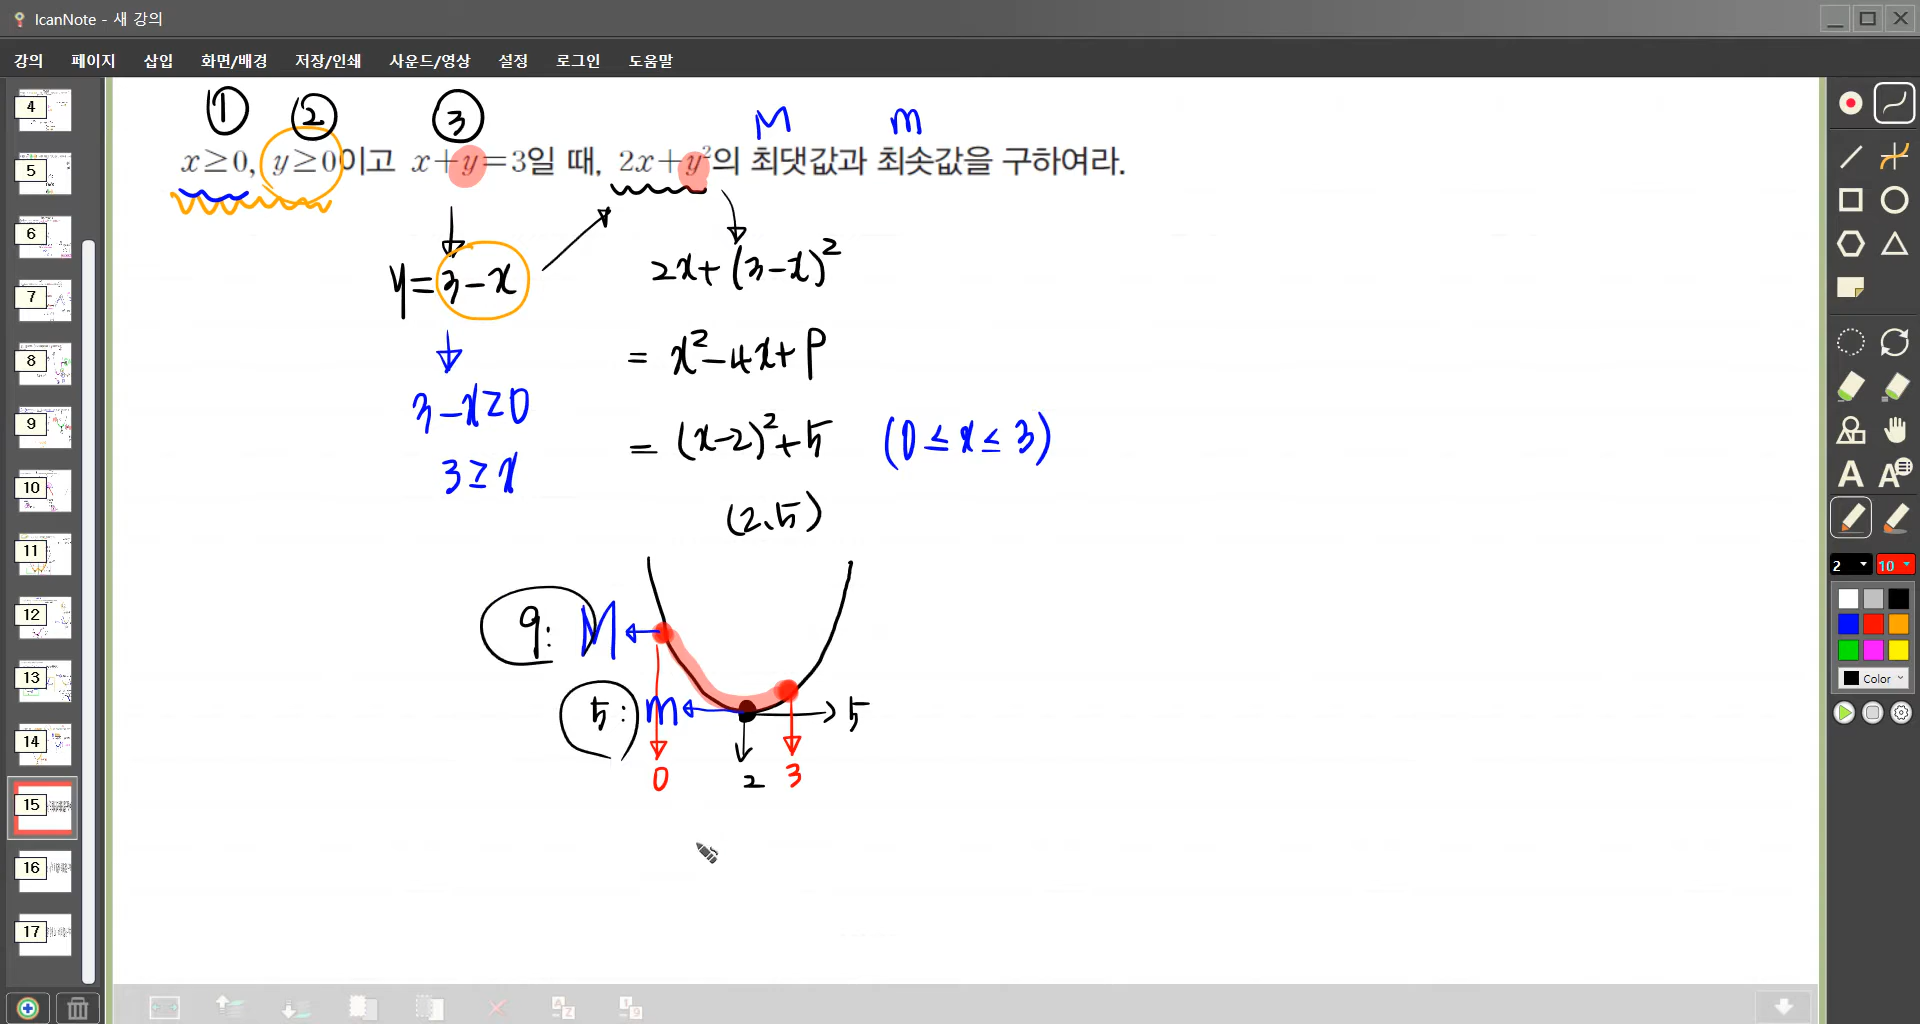 IcanNote - 새 강의
강의 페이지 삽입 화면/배경 저장/인쇄 사운드/영상 설정 로그인 도움말
① ② ③ M m
x≥0, y≥0이고 x+y=3일 때, 2x+y²의 최댓값과 최솟값을 구하여라.
y=3-x
2x+(3-x)²
= x²-4x+9
3-x≥0
= (x-2)²+5 (0≤x≤3)
3≥x
(2,5)
9: M
5: m 5
0 2 3
4
5
6
7
8
9
10
11
12
13
14
15
16
17
A A
2 10
Color